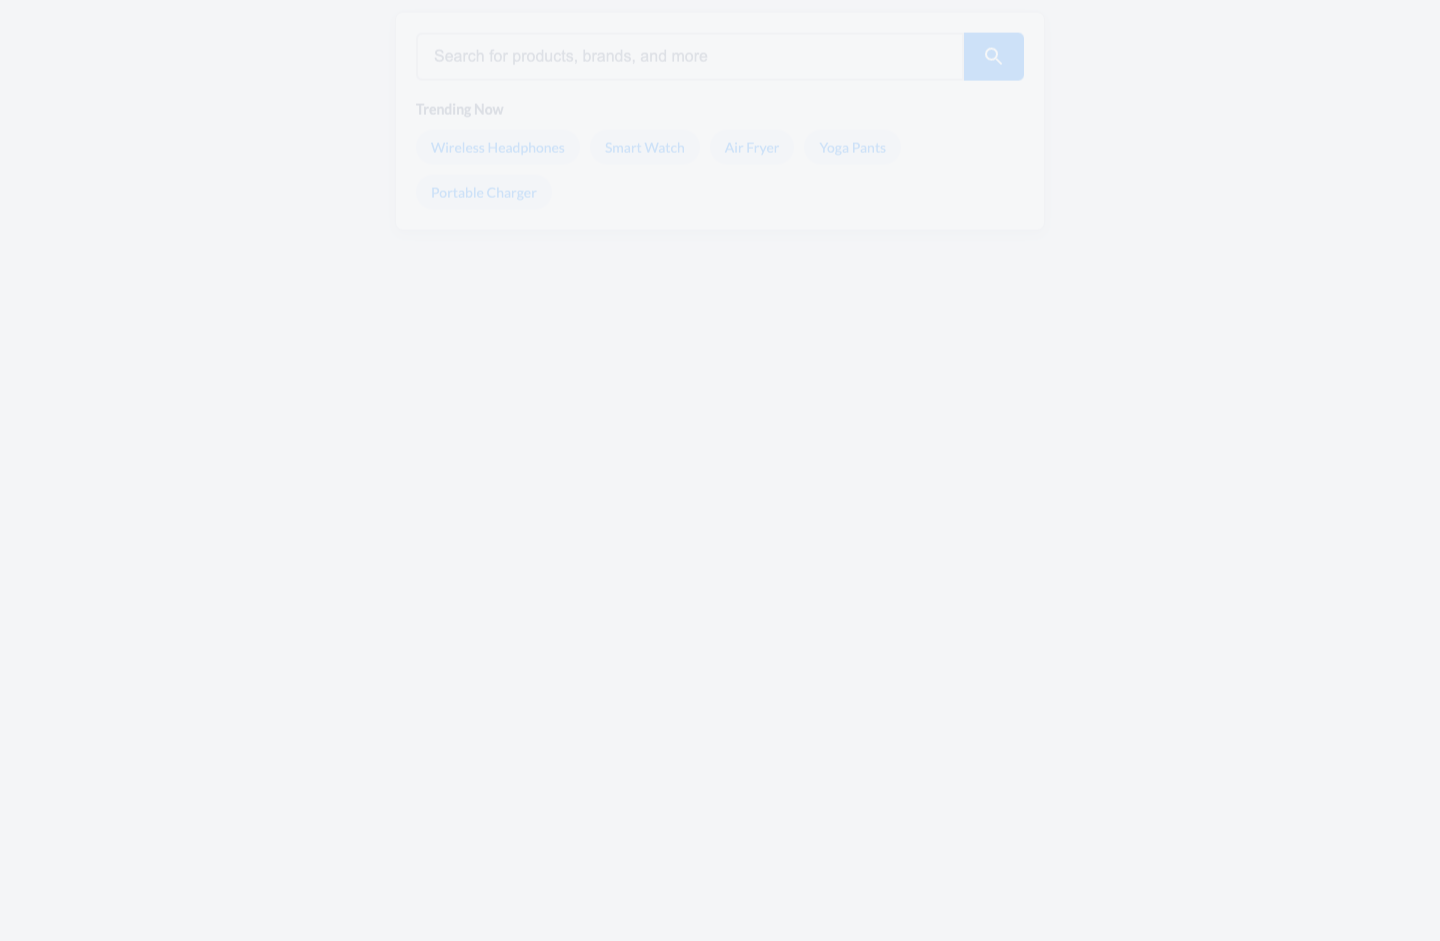 Search for products, brands, and more
Trending Now
Wireless Headphones
Smart Watch
Air Fryer
Yoga Pants
Portable Charger